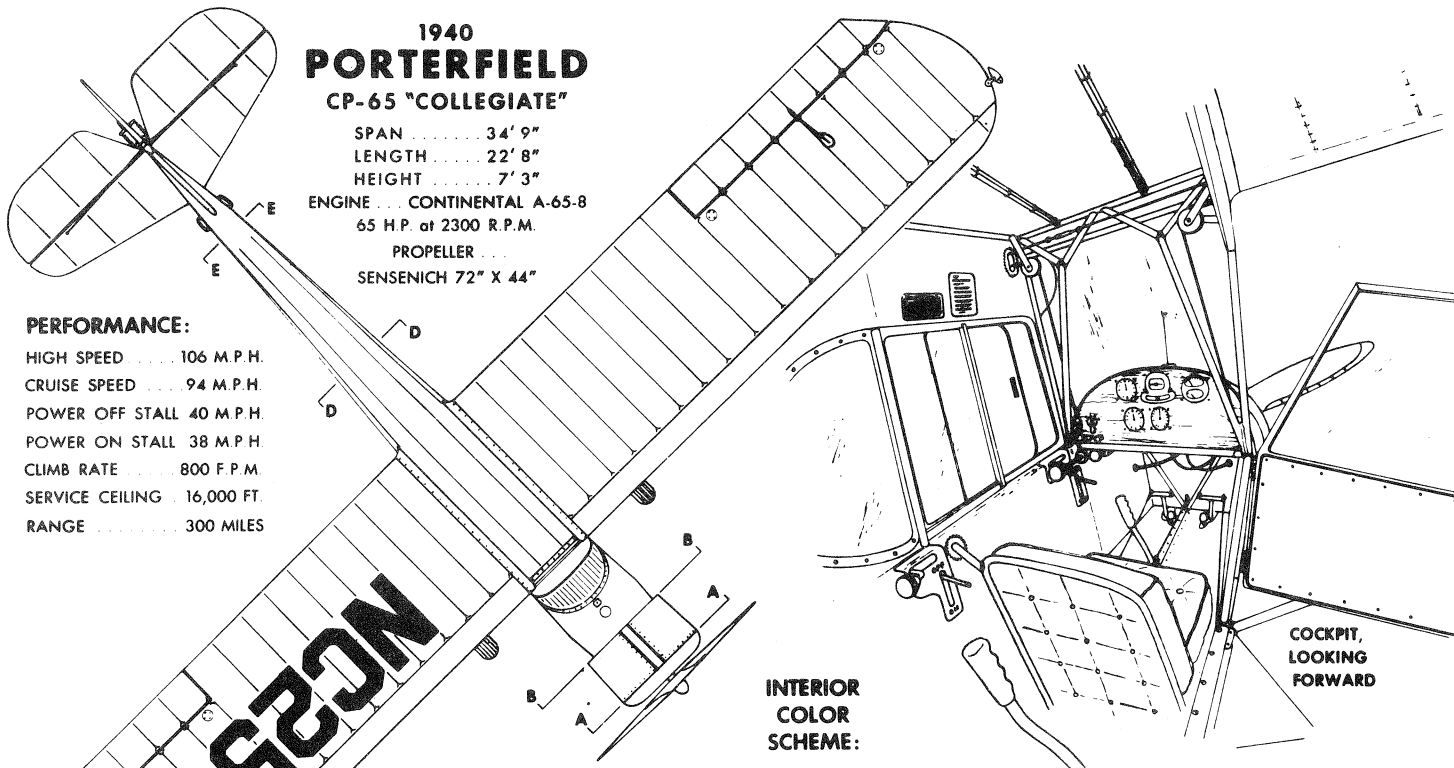 1940
PORTERFIELD
CP-65 "COLLEGIATE"
SPAN ....... 34' 9"
LENGTH ..... 22' 8"
HEIGHT ...... 7' 3"
ENGINE ... CONTINENTAL A-65-8
65 H.P. at 2300 R.P.M.
PROPELLER ...
SENSENICH 72" X 44"
E
E
D
D
PERFORMANCE:
HIGH SPEED ..... 106 M.P.H.
CRUISE SPEED .... 94 M.P.H.
POWER OFF STALL 40 M.P.H.
POWER ON STALL 38 M.P.H.
CLIMB RATE ...... 800 F.P.M.
SERVICE CEILING . 16,000 FT.
RANGE ........ 300 MILES
B
A
B
A
NC25
INTERIOR
COLOR
SCHEME:
COCKPIT,
LOOKING
FORWARD